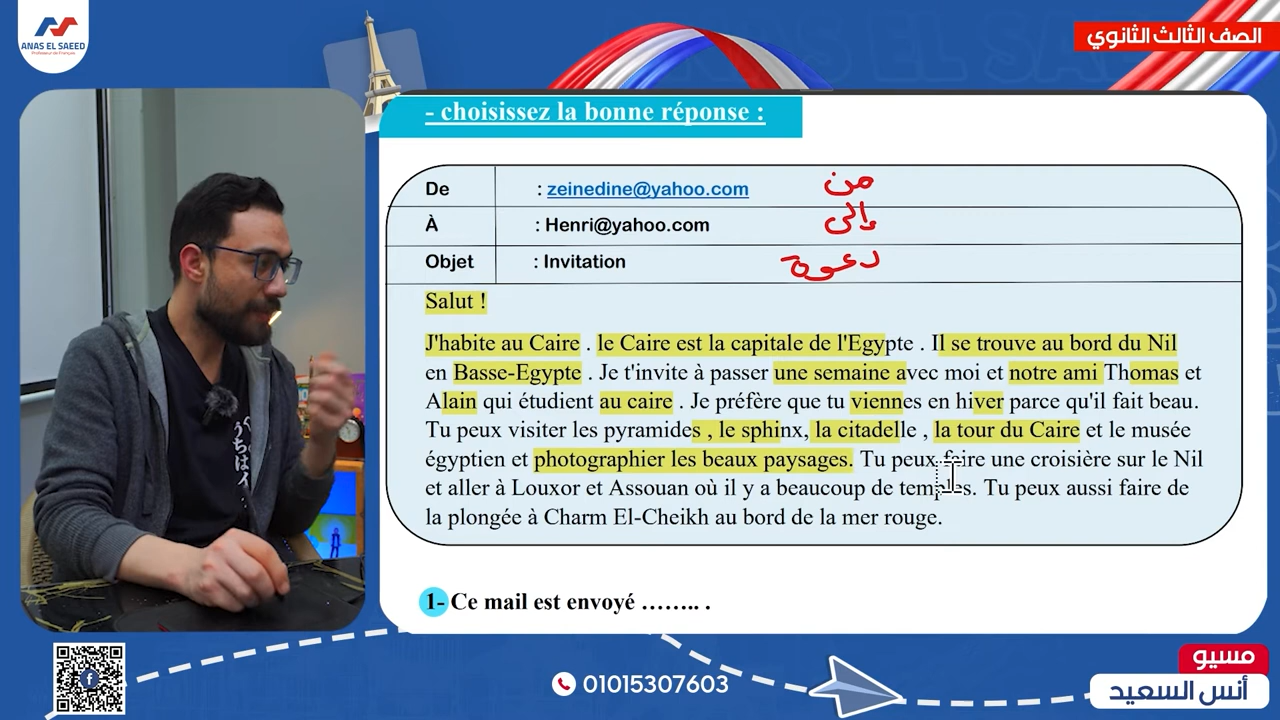 ANAS EL SAEED
Professeur de Français
الصف الثالث الثانوي
- choisissez la bonne réponse :
De : zeinedine@yahoo.com من
À : Henri@yahoo.com إلى
Objet : Invitation دعوة
Salut !
J'habite au Caire . le Caire est la capitale de l'Egypte . Il se trouve au bord du Nil
en Basse-Egypte . Je t'invite à passer une semaine avec moi et notre ami Thomas et
Alain qui étudient au caire . Je préfère que tu viennes en hiver parce qu'il fait beau.
Tu peux visiter les pyramides , le sphinx, la citadelle , la tour du Caire et le musée
égyptien et photographier les beaux paysages. Tu peux faire une croisière sur le Nil
et aller à Louxor et Assouan où il y a beaucoup de temples. Tu peux aussi faire de
la plongée à Charm El-Cheikh au bord de la mer rouge.
1- Ce mail est envoyé …….. .
01015307603
مسيو
أنس السعيد